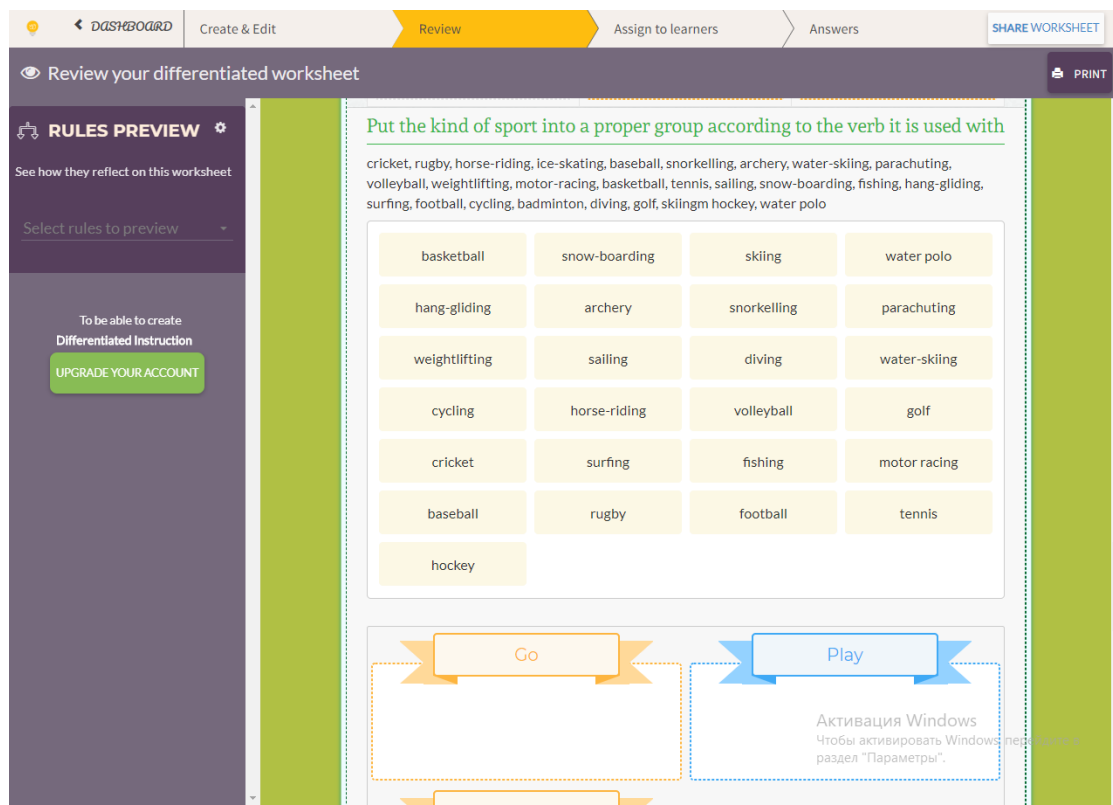 DASHBOARD
Create & Edit
Review
Assign to learners
Answers
SHARE WORKSHEET
Review your differentiated worksheet
PRINT
RULES PREVIEW
See how they reflect on this worksheet
Select rules to preview
To be able to create
Differentiated Instruction
UPGRADE YOUR ACCOUNT
Put the kind of sport into a proper group according to the verb it is used with
cricket, rugby, horse-riding, ice-skating, baseball, snorkelling, archery, water-skiing, parachuting,
volleyball, weightlifting, motor-racing, basketball, tennis, sailing, snow-boarding, fishing, hang-gliding,
surfing, football, cycling, badminton, diving, golf, skiingm hockey, water polo
basketball snow-boarding skiing water polo
hang-gliding archery snorkelling parachuting
weightlifting sailing diving water-skiing
cycling horse-riding volleyball golf
cricket surfing fishing motor racing
baseball rugby football tennis
hockey
Go Play
Активация Windows
Чтобы активировать Windows,
раздел "Параметры".